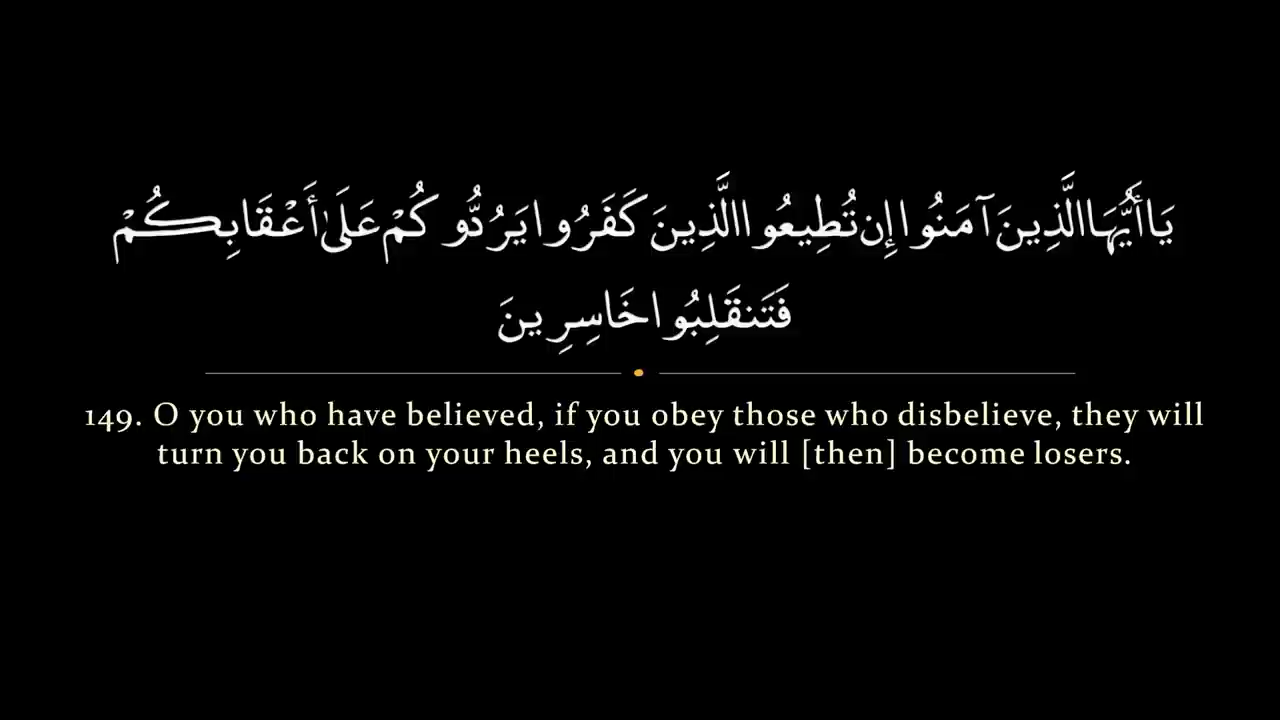 يَا أَيُّهَا الَّذِينَ آمَنُوا إِن تُطِيعُوا الَّذِينَ كَفَرُوا يَرُدُّوكُمْ عَلَىٰ أَعْقَابِكُمْ
فَتَنقَلِبُوا خَاسِرِينَ
149. O you who have believed, if you obey those who disbelieve, they will
turn you back on your heels, and you will [then] become losers.